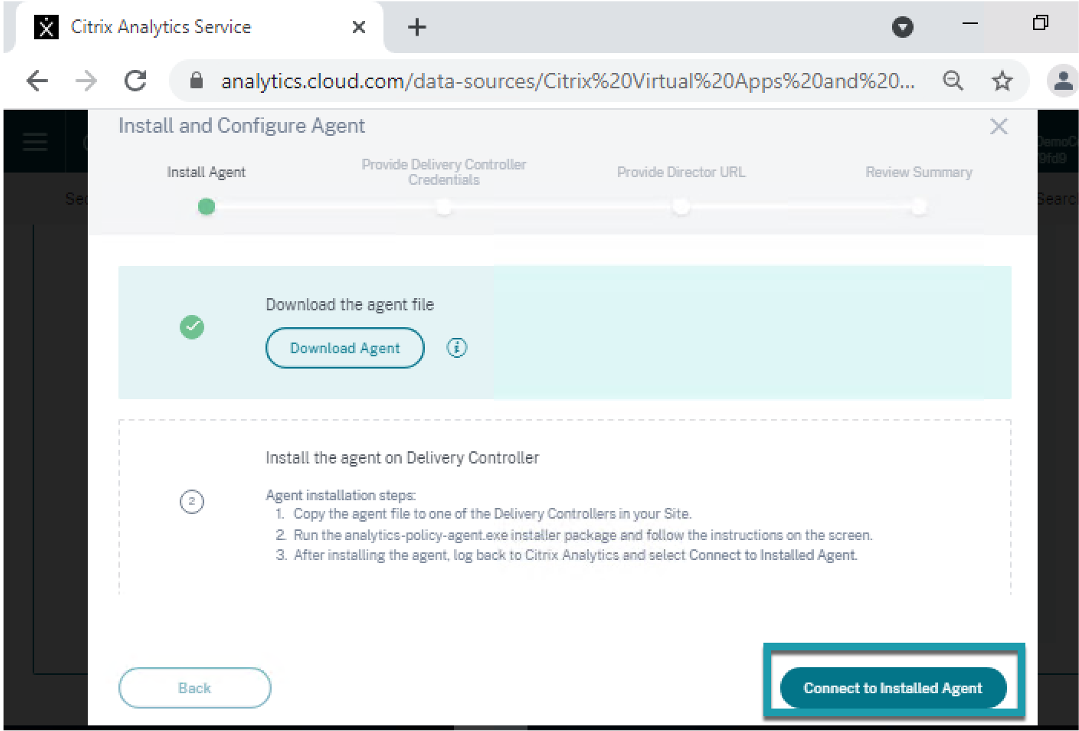 Citrix Analytics Service
analytics.cloud.com/data-sources/Citrix%20Virtual%20Apps%20and%20...
Install and Configure Agent
DemoC
9fd9
Install Agent
Provide Delivery Controller
Credentials
Provide Director URL
Review Summary
Sec
Searc
Download the agent file
Download Agent
i
Install the agent on Delivery Controller
2
Agent installation steps:
1. Copy the agent file to one of the Delivery Controllers in your Site.
2. Run the analytics-policy-agent.exe installer package and follow the instructions on the screen.
3. After installing the agent, log back to Citrix Analytics and select Connect to Installed Agent.
Back
Connect to Installed Agent